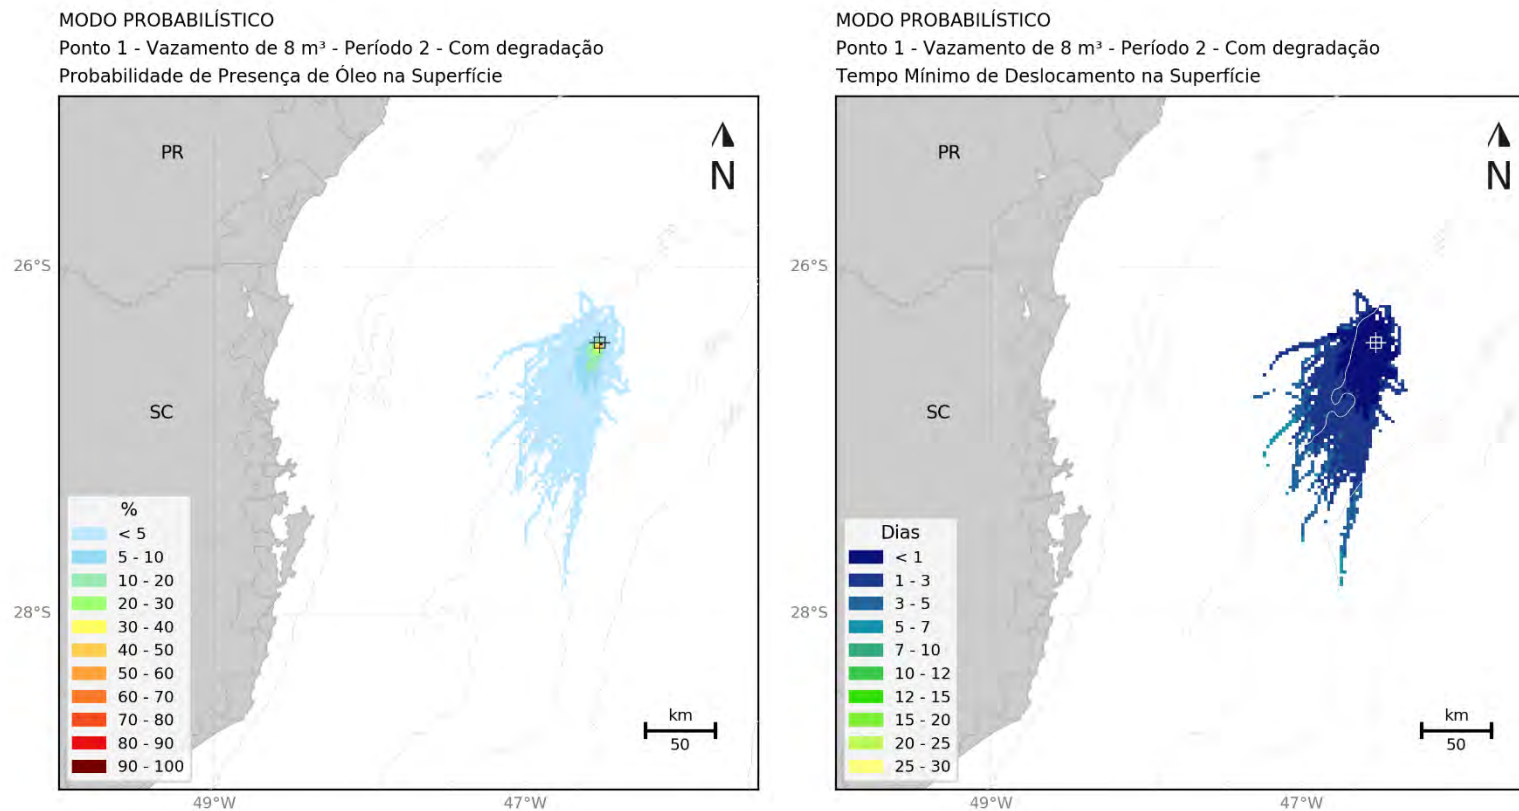 MODO PROBABILÍSTICO
Ponto 1 - Vazamento de 8 m³ - Período 2 - Com degradação
Probabilidade de Presença de Óleo na Superfície
PR
N
26°S
SC
%
< 5
5 - 10
10 - 20
20 - 30
30 - 40
40 - 50
50 - 60
60 - 70
70 - 80
80 - 90
90 - 100
28°S
km
50
49°W
47°W
MODO PROBABILÍSTICO
Ponto 1 - Vazamento de 8 m³ - Período 2 - Com degradação
Tempo Mínimo de Deslocamento na Superfície
PR
N
26°S
SC
Dias
< 1
1 - 3
3 - 5
5 - 7
7 - 10
10 - 12
12 - 15
15 - 20
20 - 25
25 - 30
28°S
km
50
49°W
47°W